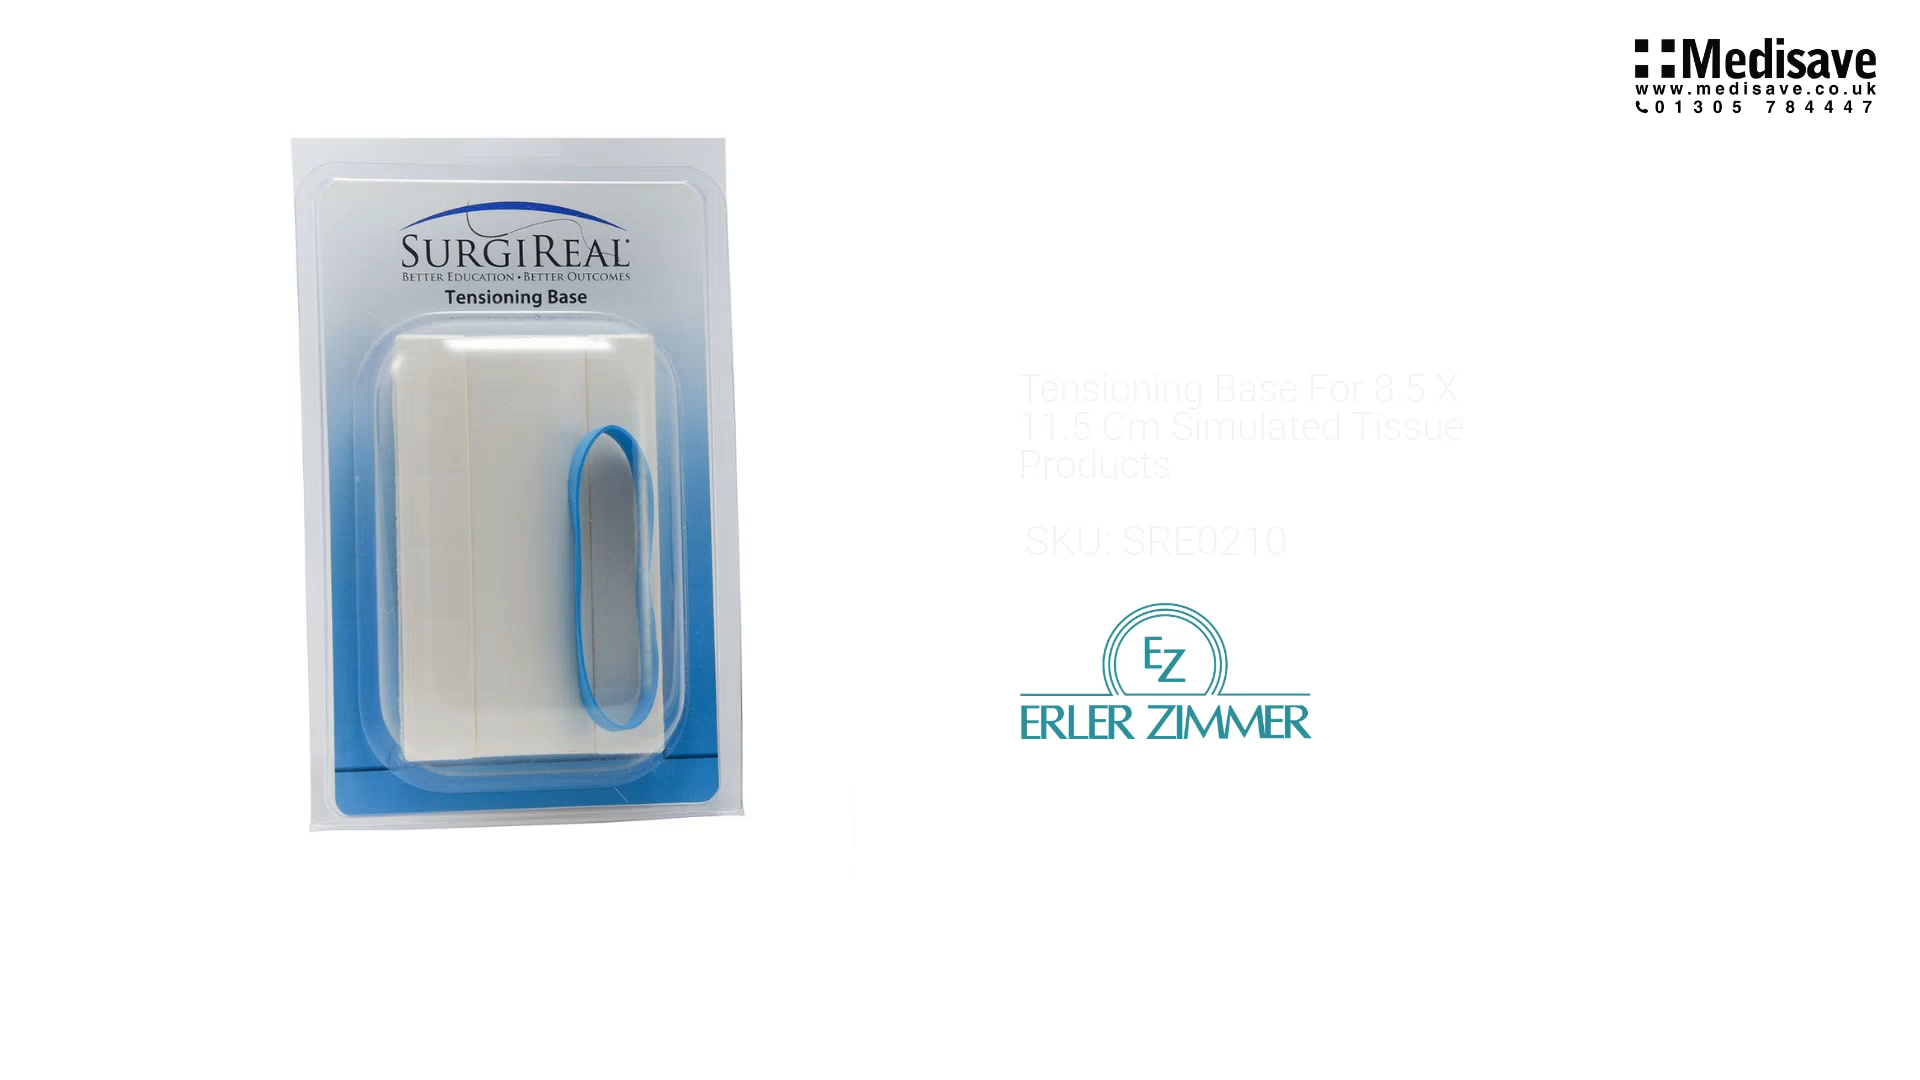 Medisave
www.medisave.co.uk
01305 784447
SURGIREAL®
BETTER EDUCATION • BETTER OUTCOMES
Tensioning Base
Tensioning Base For 8.5 X
11.5 Cm Simulated Tissue
Products
SKU: SRE0210
EZ
ERLER ZIMMER